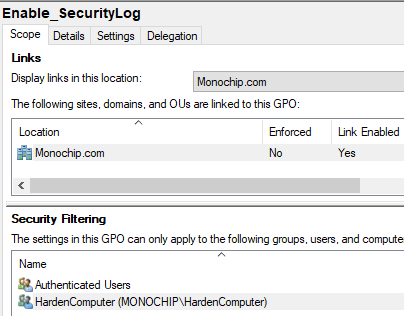 Enable_SecurityLog
Scope Details Settings Delegation
Links
Display links in this location: Monochip.com
The following sites, domains, and OUs are linked to this GPO:
Location Enforced Link Enabled
Monochip.com No Yes
Security Filtering
The settings in this GPO can only apply to the following groups, users, and compute
Name
Authenticated Users
HardenComputer (MONOCHIP\HardenComputer)